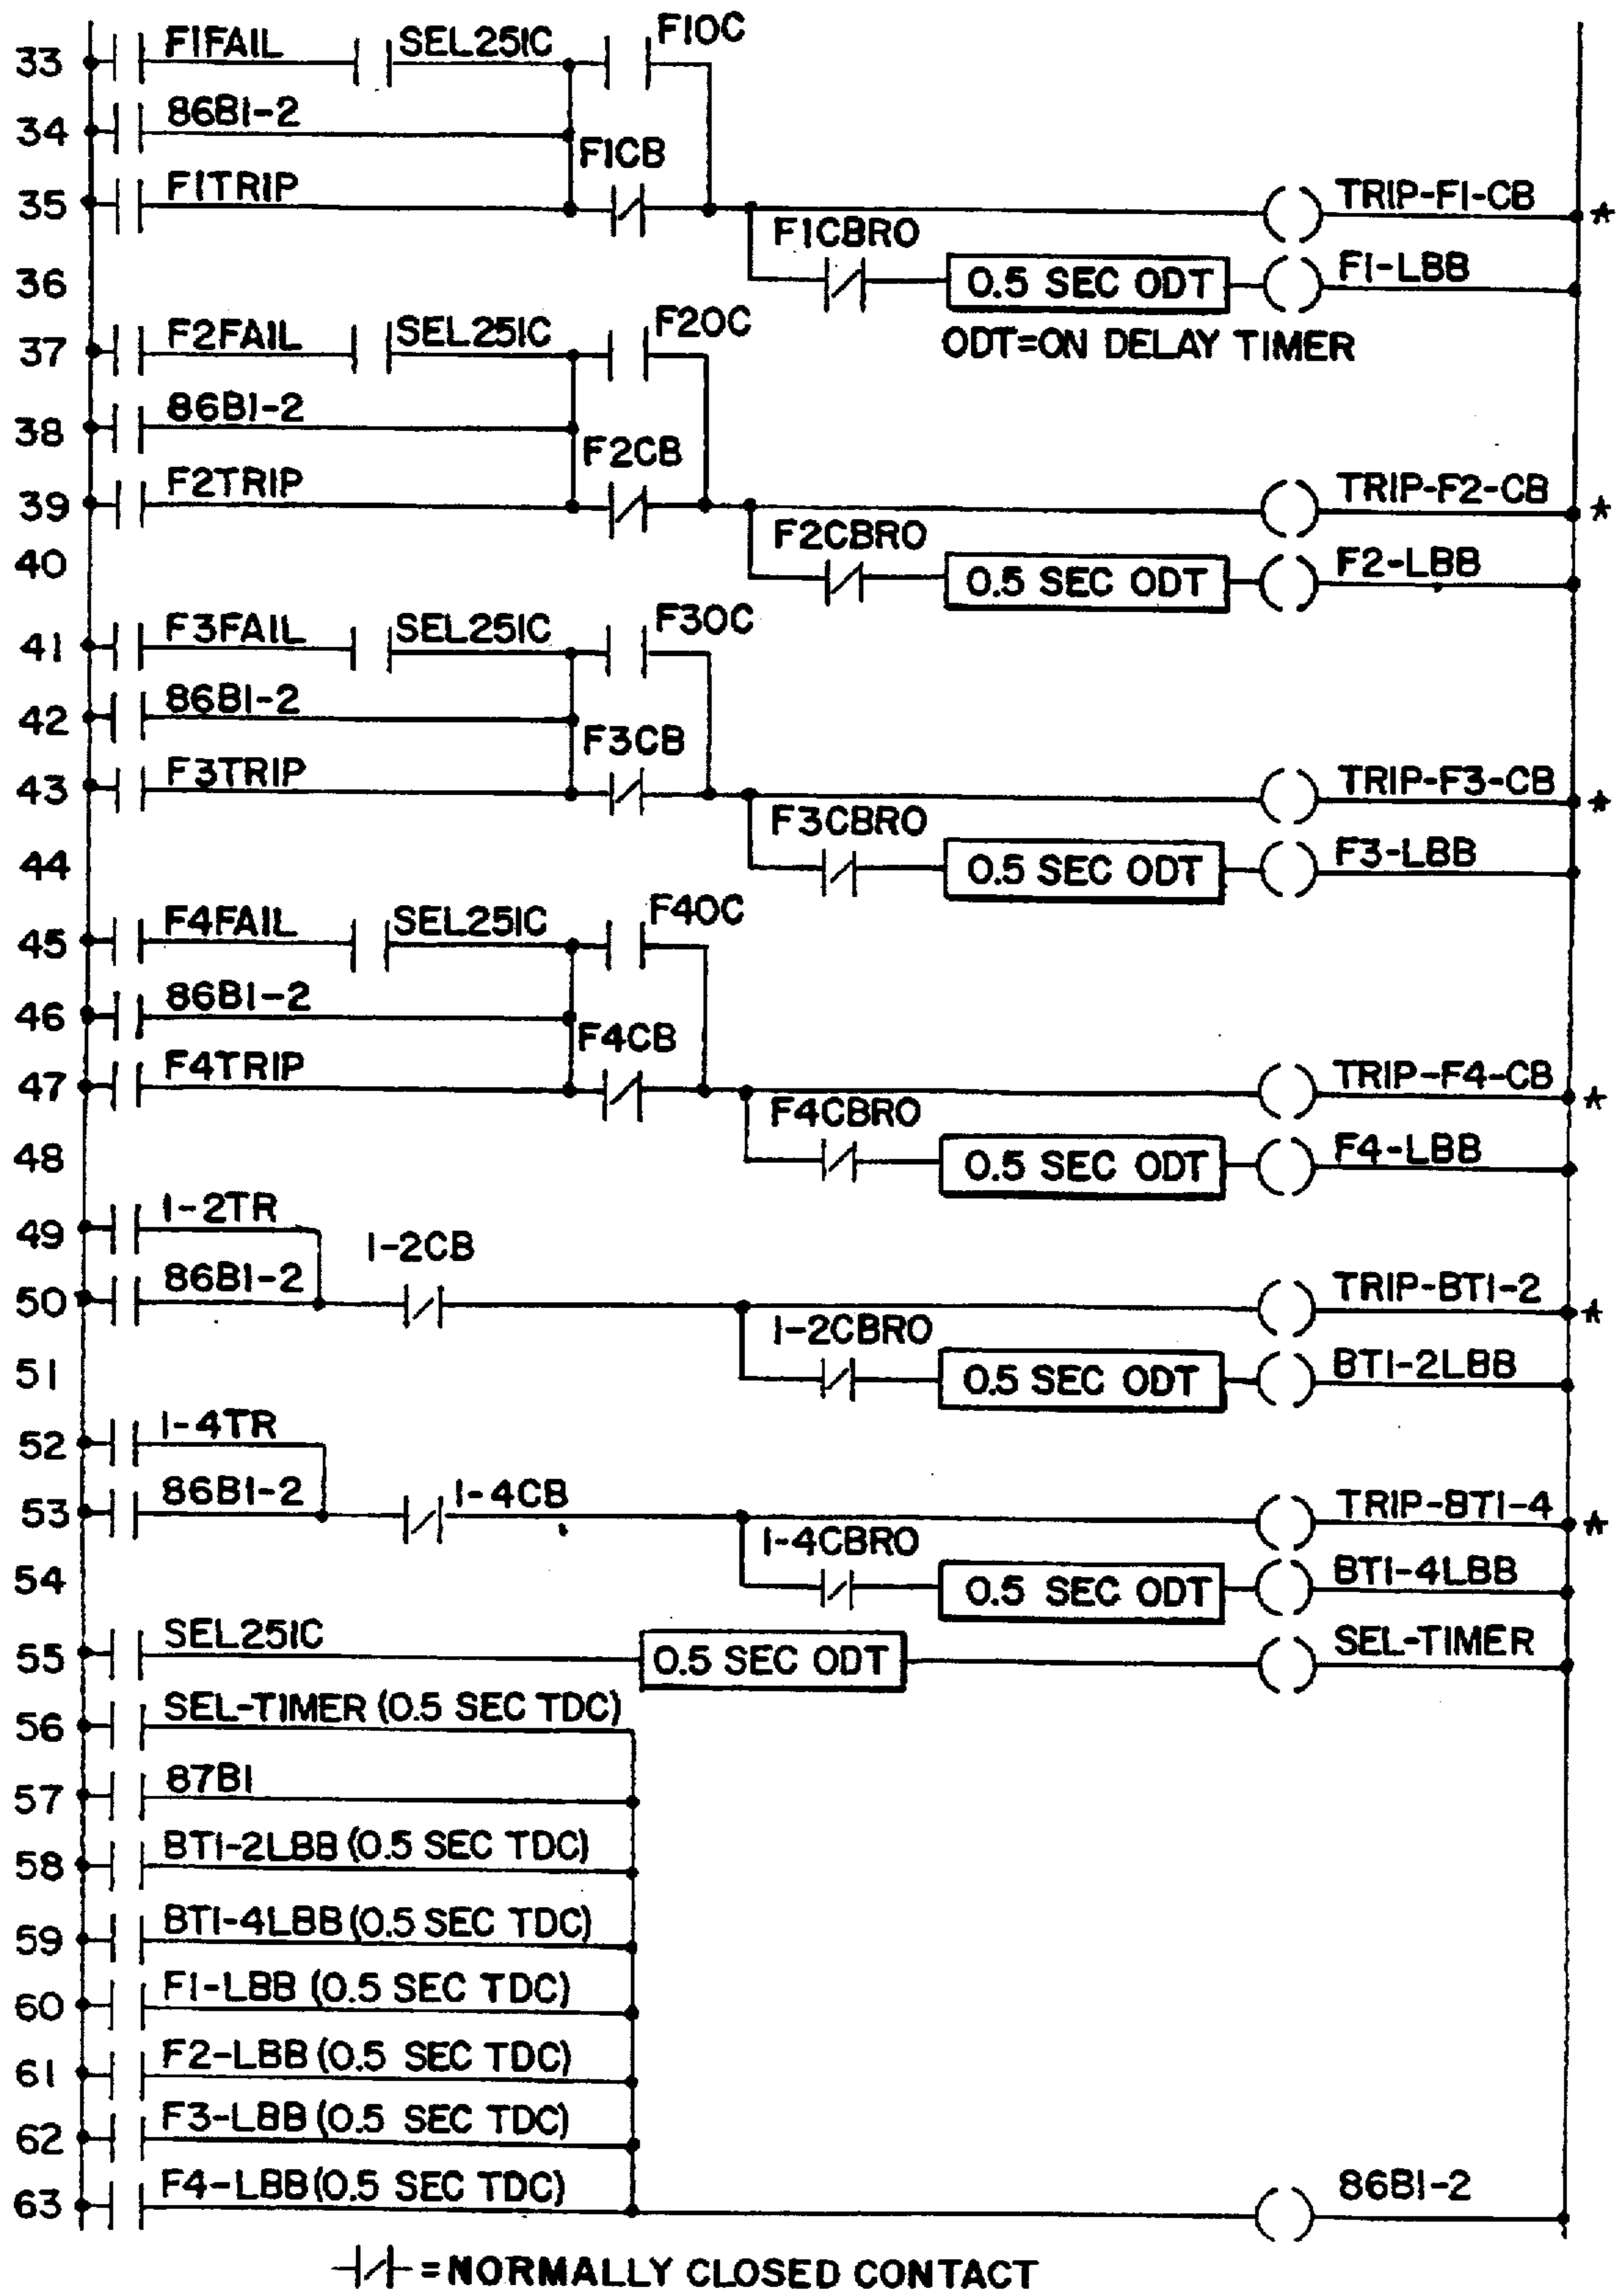 33 F1FAIL SEL251C F1OC
34 86B1-2
F1CB
35 F1TRIP TRIP-F1-CB *
F1CBRO
36 0.5 SEC ODT F1-LBB
ODT=ON DELAY TIMER
37 F2FAIL SEL251C F2OC
38 86B1-2
F2CB
39 F2TRIP TRIP-F2-CB *
F2CBRO
40 0.5 SEC ODT F2-LBB
41 F3FAIL SEL251C F3OC
42 86B1-2
F3CB
43 F3TRIP TRIP-F3-CB *
F3CBRO
44 0.5 SEC ODT F3-LBB
45 F4FAIL SEL251C F4OC
46 86B1-2
F4CB
47 F4TRIP TRIP-F4-CB *
F4CBRO
48 0.5 SEC ODT F4-LBB
49 1-2TR
1-2CB
50 86B1-2 TRIP-BT1-2 *
1-2CBRO
51 0.5 SEC ODT BT1-2LBB
52 1-4TR
53 86B1-2 1-4CB TRIP-BT1-4 *
1-4CBRO
54 0.5 SEC ODT BT1-4LBB
55 SEL251C 0.5 SEC ODT SEL-TIMER
56 SEL-TIMER (0.5 SEC TDC)
57 87B1
58 BT1-2LBB (0.5 SEC TDC)
59 BT1-4LBB (0.5 SEC TDC)
60 F1-LBB (0.5 SEC TDC)
61 F2-LBB (0.5 SEC TDC)
62 F3-LBB (0.5 SEC TDC)
63 F4-LBB (0.5 SEC TDC) 86B1-2
= NORMALLY CLOSED CONTACT